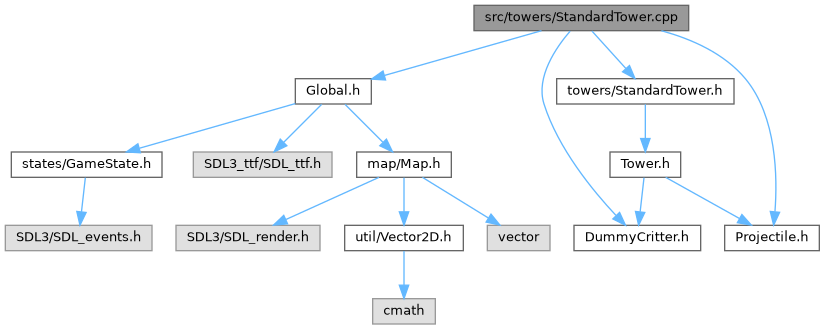 src/towers/StandardTower.cpp
Global.h
towers/StandardTower.h
states/GameState.h
SDL3_ttf/SDL_ttf.h
map/Map.h
Tower.h
SDL3/SDL_events.h
SDL3/SDL_render.h
util/Vector2D.h
vector
DummyCritter.h
Projectile.h
cmath